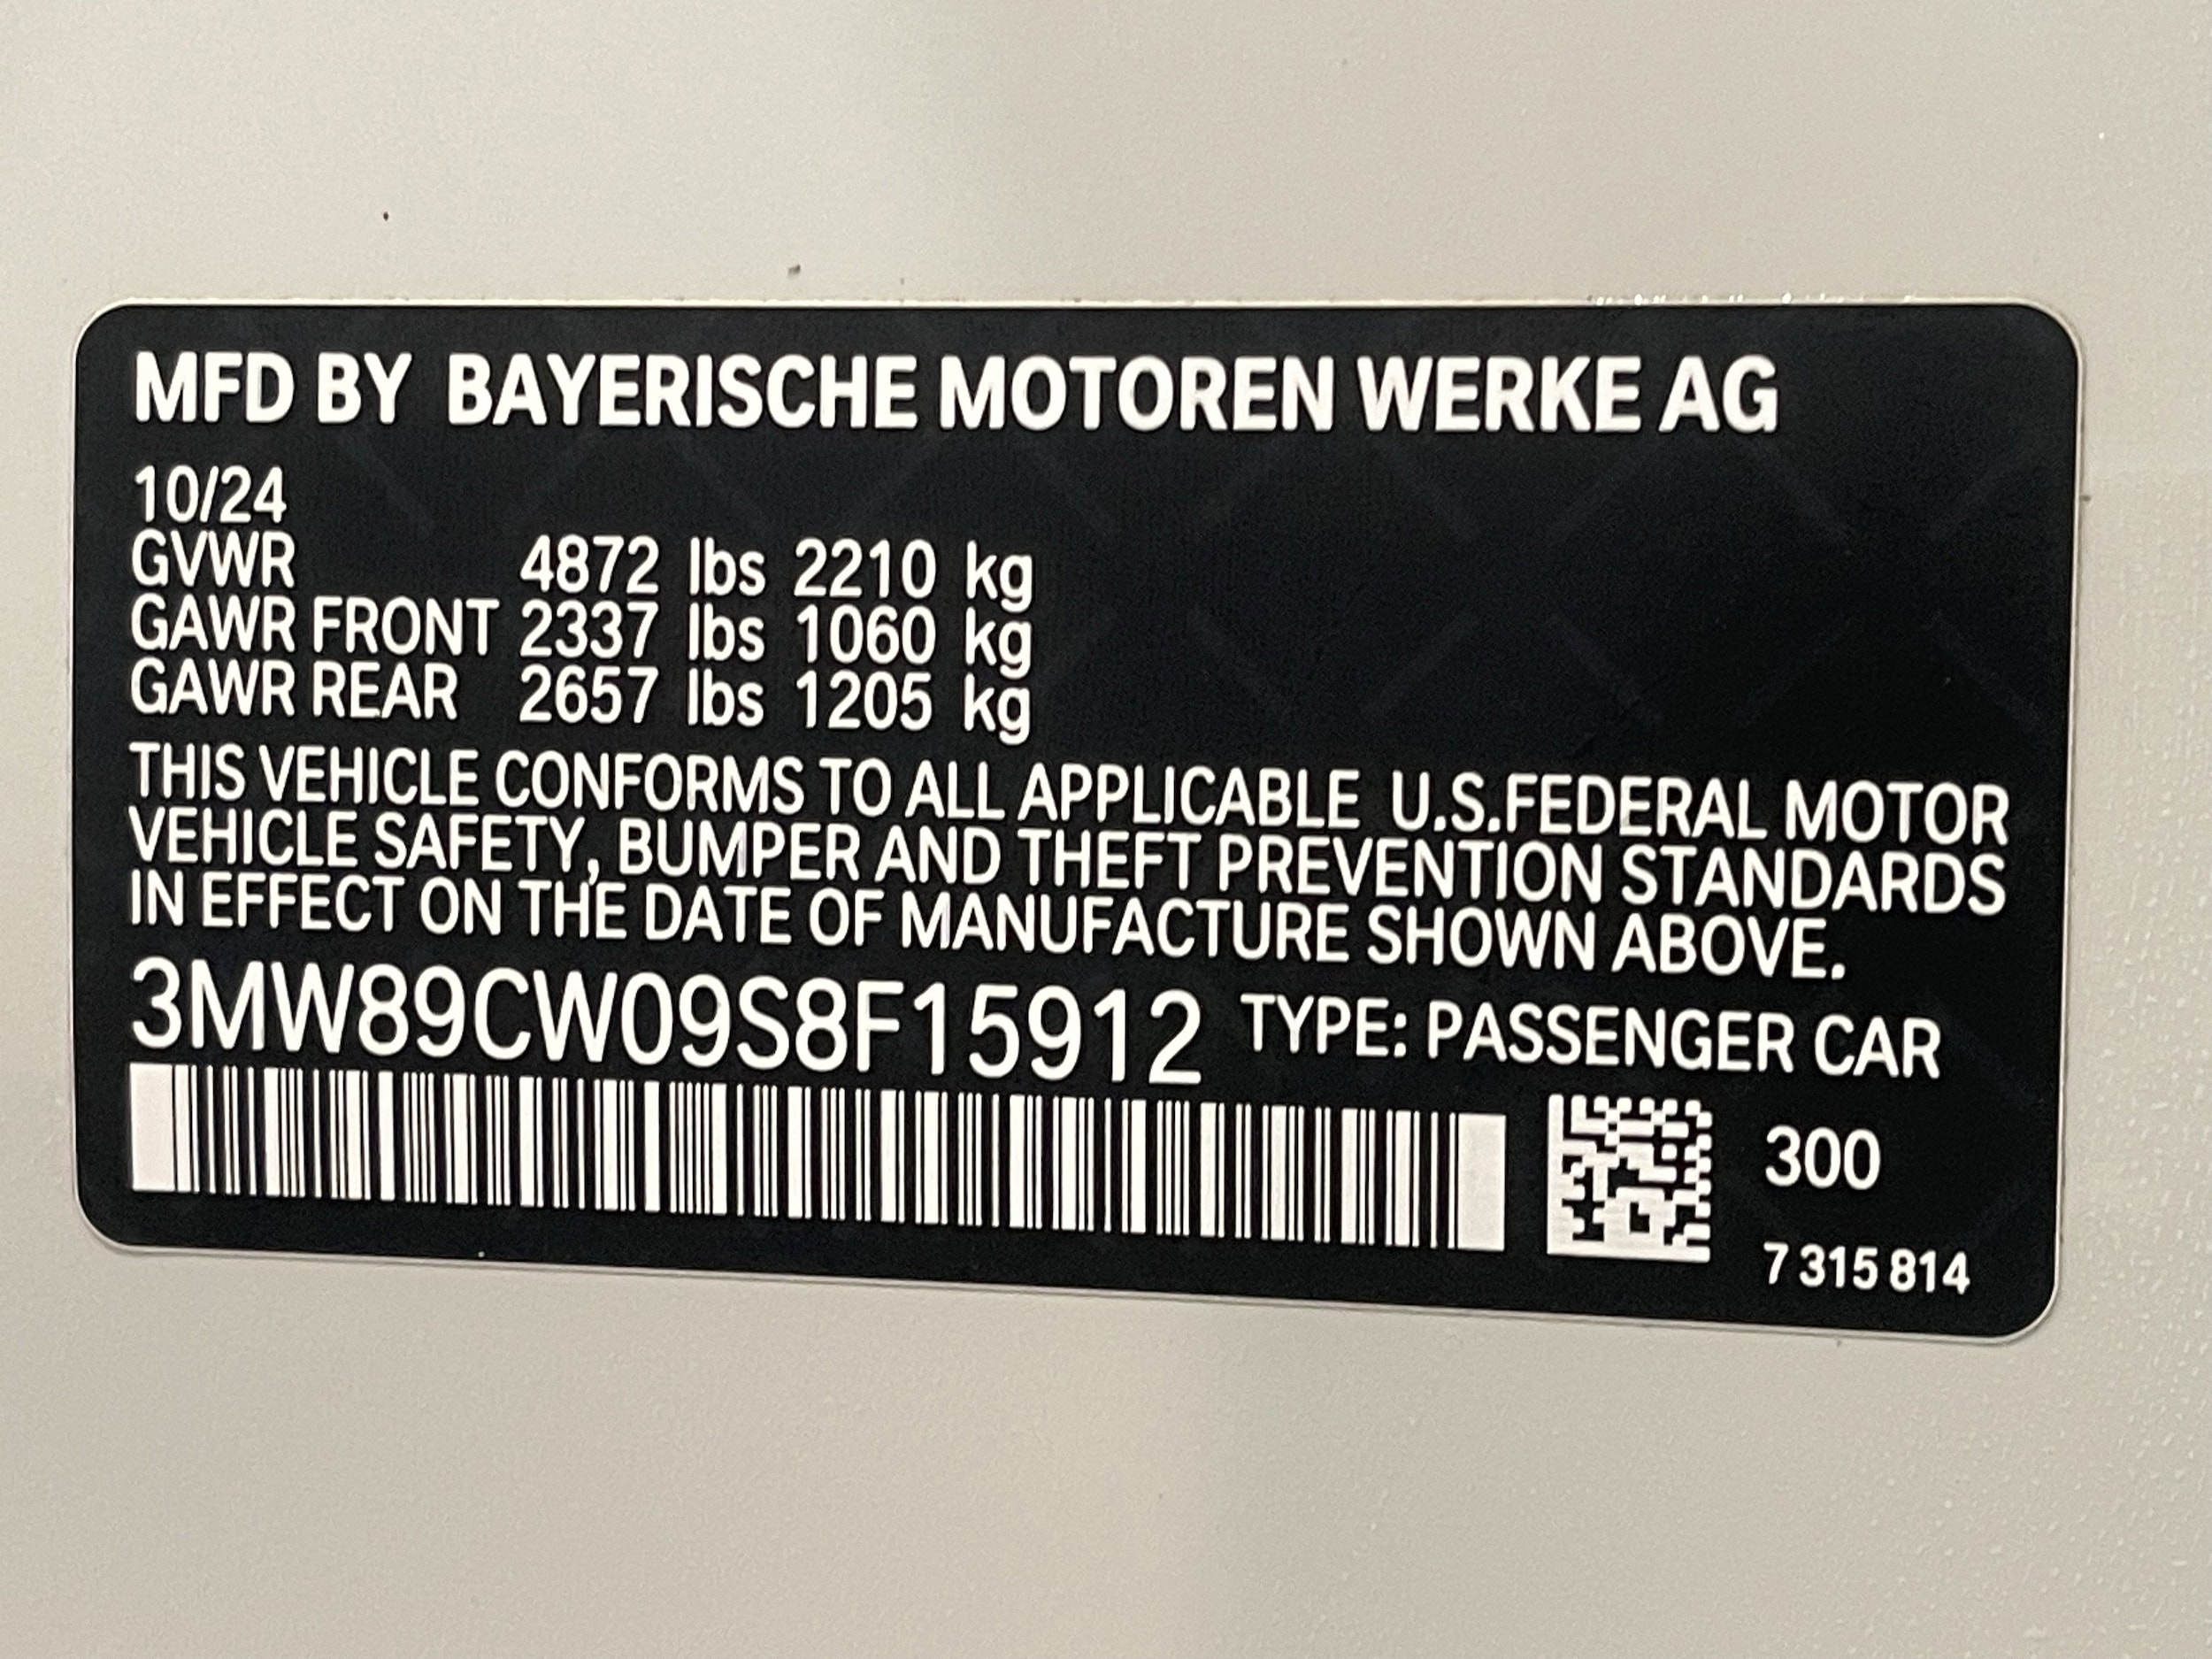 MFD BY BAYERISCHE MOTOREN WERKE AG
10/24
GVWR 4872 lbs 2210 kg
GAWR FRONT 2337 lbs 1060 kg
GAWR REAR 2657 lbs 1205 kg
THIS VEHICLE CONFORMS TO ALL APPLICABLE U.S.FEDERAL MOTOR
VEHICLE SAFETY, BUMPER AND THEFT PREVENTION STANDARDS
IN EFFECT ON THE DATE OF MANUFACTURE SHOWN ABOVE.
3MW89CW09S8F15912 TYPE: PASSENGER CAR
300
7 315 814